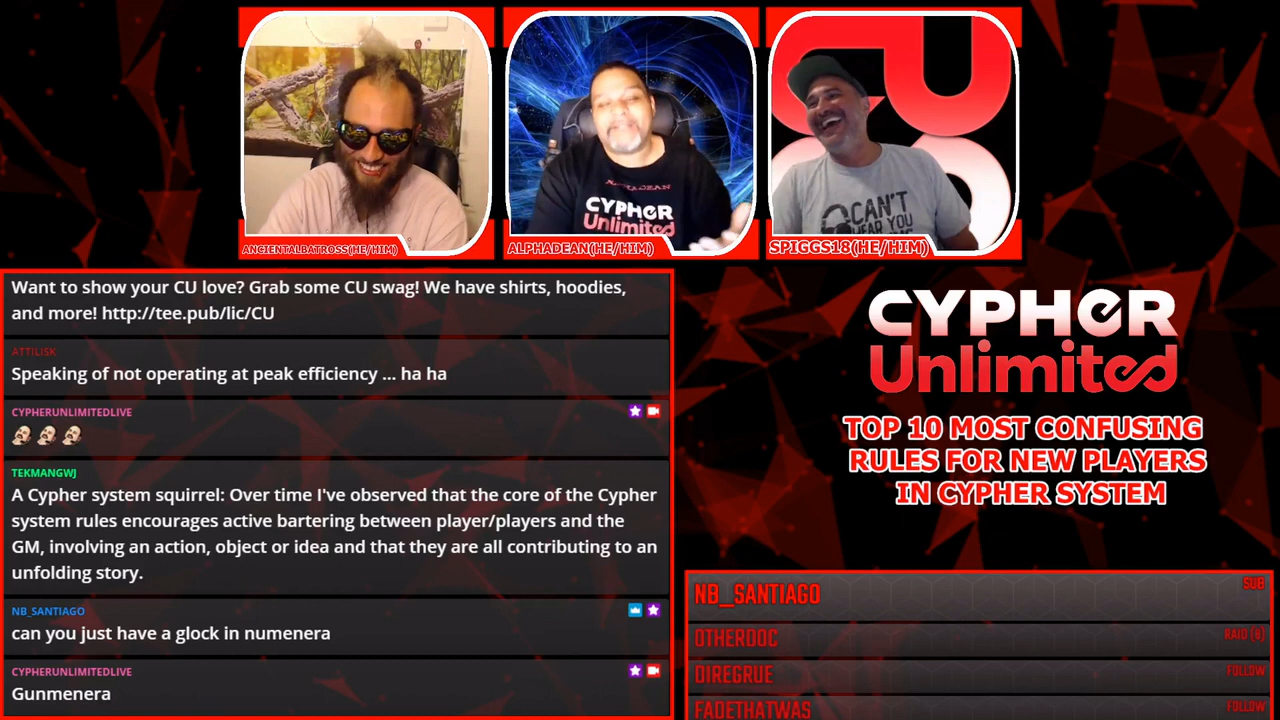 ANCIENTALBATROSS(HE/HIM)
ALPHADEAN(HE/HIM)
SPIGGS18(HE/HIM)
CYPHER
Unlimited
CAN'T
HEAR YOU
Want to show your CU love? Grab some CU swag! We have shirts, hoodies,
and more! http://tee.pub/lic/CU
ATTILISK
Speaking of not operating at peak efficiency ... ha ha
CYPHERUNLIMITEDLIVE
TEKMANGWJ
A Cypher system squirrel: Over time I've observed that the core of the Cypher
system rules encourages active bartering between player/players and the
GM, involving an action, object or idea and that they are all contributing to an
unfolding story.
NB_SANTIAGO
can you just have a glock in numenera
CYPHERUNLIMITEDLIVE
Gunmenera
CYPHER
Unlimited
TOP 10 MOST CONFUSING
RULES FOR NEW PLAYERS
IN CYPHER SYSTEM
NB_SANTIAGO SUB
OTHERDOC RAID (8)
DIREGRUE FOLLOW
FADETHATWAS FOLLOW